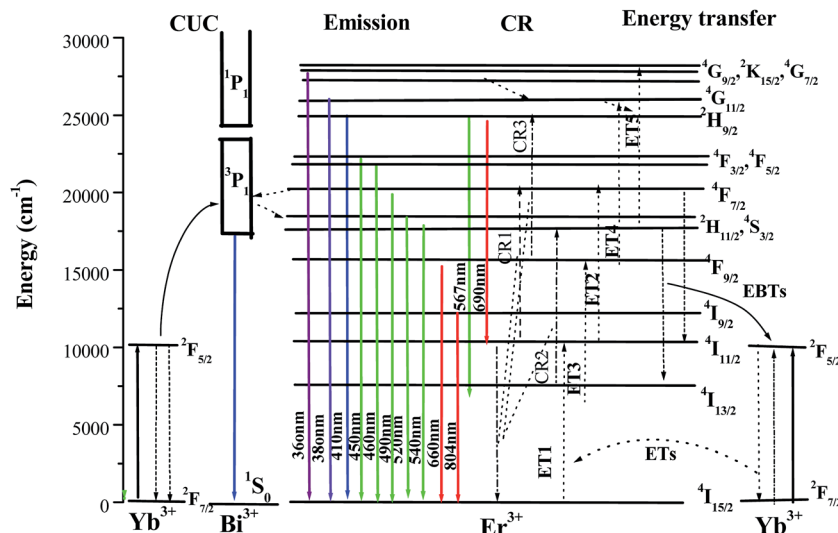 CUC Emission CR Energy transfer
Energy (cm⁻¹)
30000
25000
20000
15000
10000
5000
0
¹P₁
³P₁
¹S₀
²F₅/₂
²F₇/₂
Yb³⁺
Bi³⁺
36onm
38onm
410nm
450nm
460nm
490nm
520nm
540nm
660nm
804nm
567nm
690nm
CR1
CR2
CR3
ET1
ET2
ET3
ET4
ET5
⁴G₉/₂,²K₁₅/₂,⁴G₇/₂
⁴G₁₁/₂
²H₉/₂
⁴F₃/₂,⁴F₅/₂
⁴F₇/₂
²H₁₁/₂,⁴S₃/₂
⁴F₉/₂
⁴I₉/₂
⁴I₁₁/₂
⁴I₁₃/₂
⁴I₁₅/₂
Er³⁺
EBTs
ETs
²F₅/₂
²F₇/₂
Yb³⁺